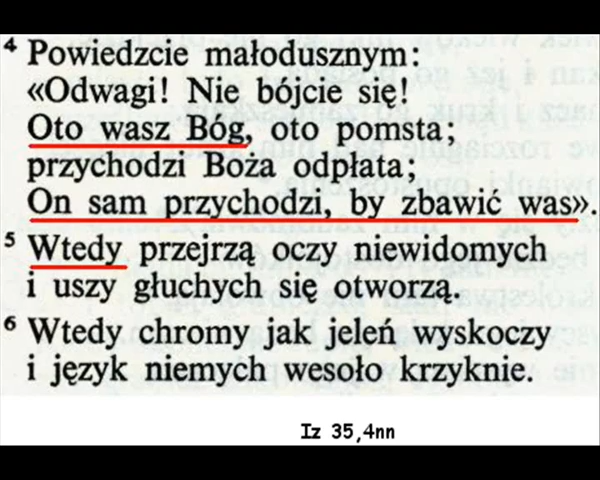 4 Powiedzcie małodusznym:
«Odwagi! Nie bójcie się!
Oto wasz Bóg, oto pomsta;
przychodzi Boża odpłata;
On sam przychodzi, by zbawić was».
5 Wtedy przejrzą oczy niewidomych
i uszy głuchych się otworzą.
6 Wtedy chromy jak jeleń wyskoczy
i język niemych wesoło krzyknie.
Iz 35,4nn